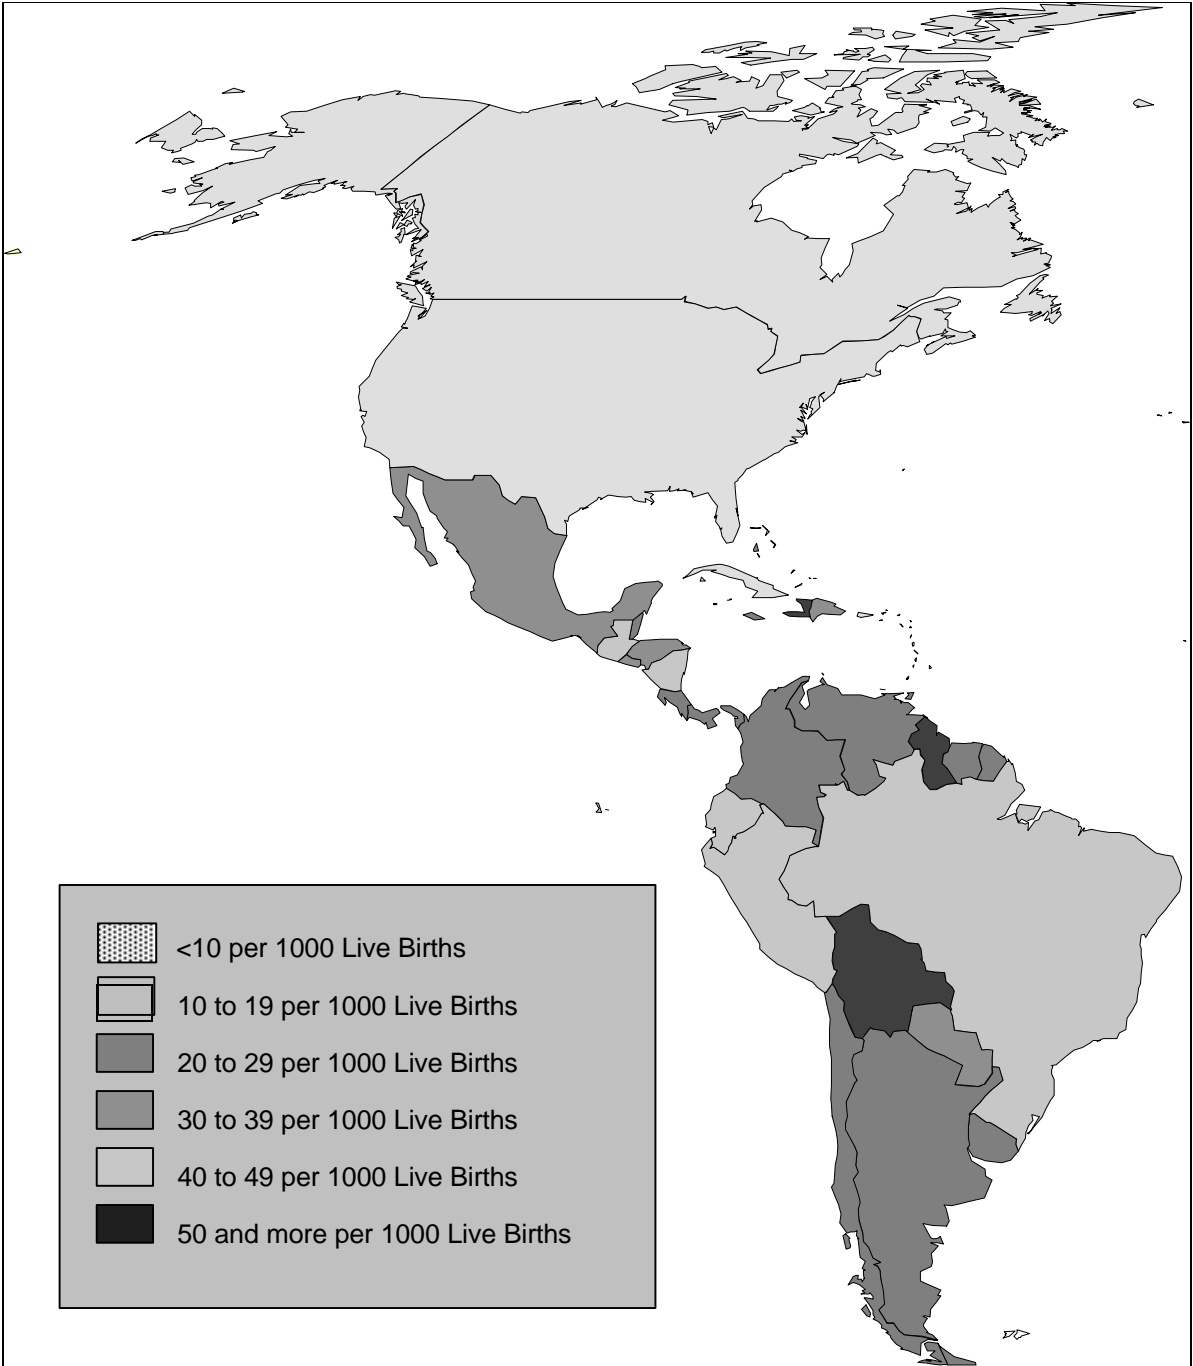 <10 per 1000 Live Births
10 to 19 per 1000 Live Births
20 to 29 per 1000 Live Births
30 to 39 per 1000 Live Births
40 to 49 per 1000 Live Births
50 and more per 1000 Live Births